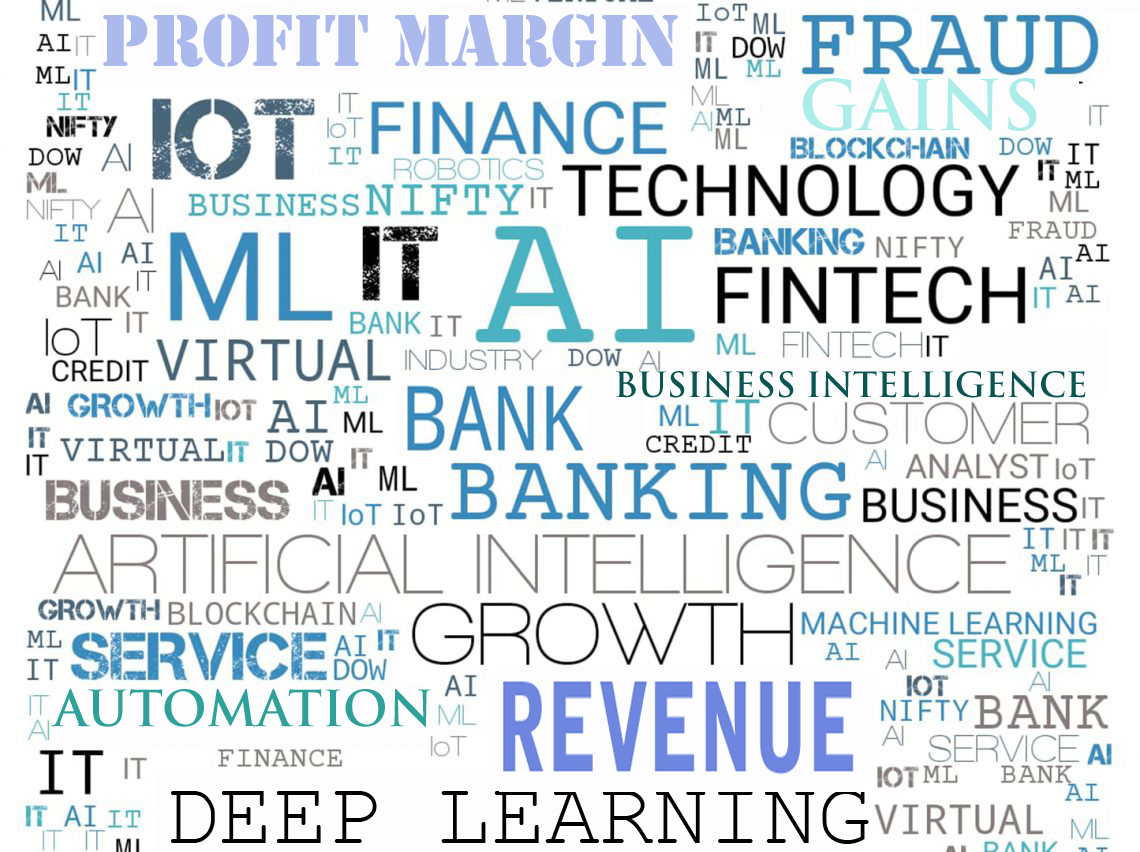 ML
VIRTUAL
AI IT PROFIT MARGIN IoT ML FRAUD
IT DOW
ML IT ML ML
IT GAINS
NIFTY IOT IT FINANCE ML IT
IoT AI ML
DOW AI IT ML BLOCKCHAIN DOW IT
ROBOTICS IT ML
ML BUSINESS NIFTY IT TECHNOLOGY ML
NIFTY AI
IT ML IT AI BANKING NIFTY FRAUD
AI AI AI AI
IT AI
BANK FINTECH IT AI
IoT IT BANK IT
CREDIT VIRTUAL INDUSTRY DOW AI ML FINTECH IT
BUSINESS INTELLIGENCE
AI GROWTH IOT AI ML BANK ML IT CUSTOMER
ML
IT VIRTUAL IT DOW IT CREDIT
IT AI ML BANKING AI ANALYST IoT
BUSINESS IT IoT IoT BUSINESS IT
ARTIFICIAL INTELLIGENCE IT IT IT
ML IT
IT
GROWTH BLOCKCHAIN AI GROWTH MACHINE LEARNING
ML SERVICE AI IT AI AI SERVICE
IT DOW
IT AUTOMATION AI REVENUE IOT AI
AI ML NIFTY BANK
IoT AI SERVICE AI
IT IT FINANCE IOT ML BANK
AI
IT AI IT DEEP LEARNING VIRTUAL ML
IT IT ML AI BANK AI